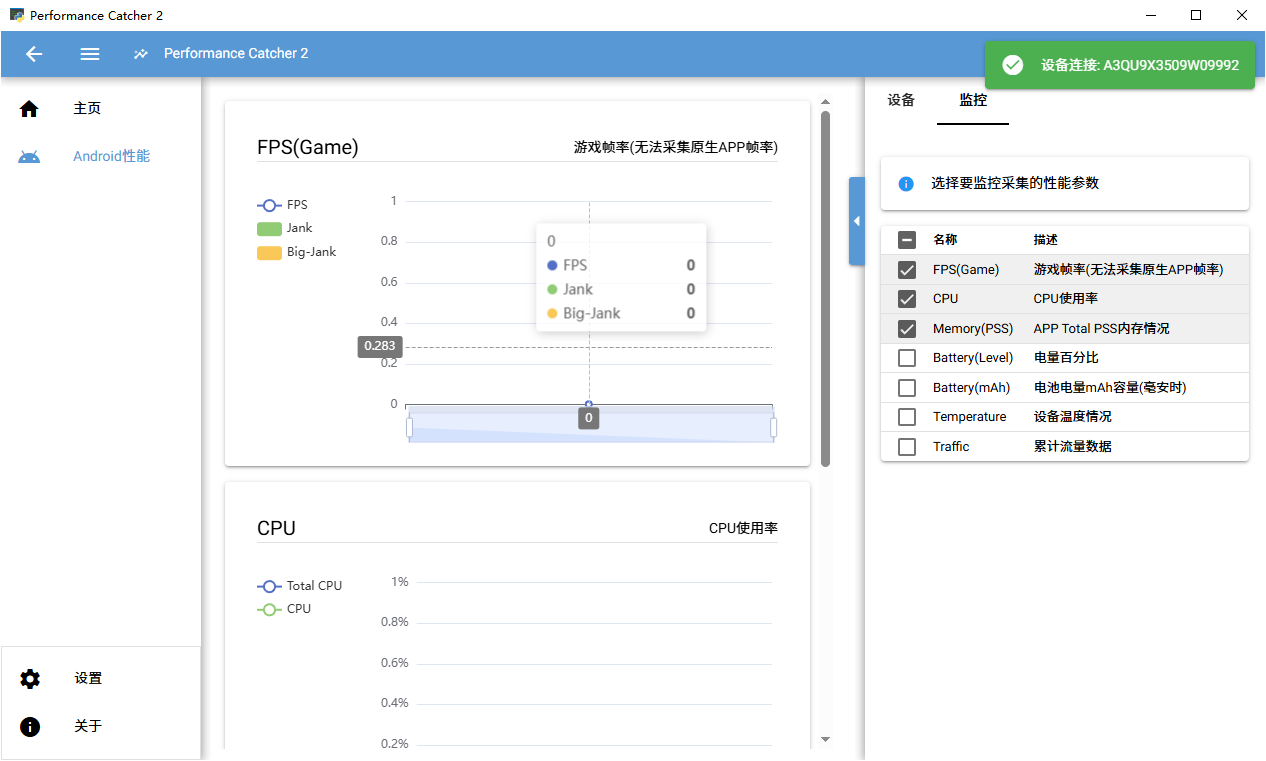 Performance Catcher 2
Performance Catcher 2
设备连接: A3QU9X3509W09992
主页
Android性能
设置
关于
FPS(Game)
游戏帧率(无法采集原生APP帧率)
FPS
Jank
Big-Jank
1
0.8
0.6
0.4
0.283
0.2
0
0
FPS 0
Jank 0
Big-Jank 0
0
CPU
CPU使用率
Total CPU
CPU
1%
0.8%
0.6%
0.4%
0.2%
设备
监控
选择要监控采集的性能参数
名称 描述
FPS(Game) 游戏帧率(无法采集原生APP帧率)
CPU CPU使用率
Memory(PSS) APP Total PSS内存情况
Battery(Level) 电量百分比
Battery(mAh) 电池电量mAh容量(毫安时)
Temperature 设备温度情况
Traffic 累计流量数据